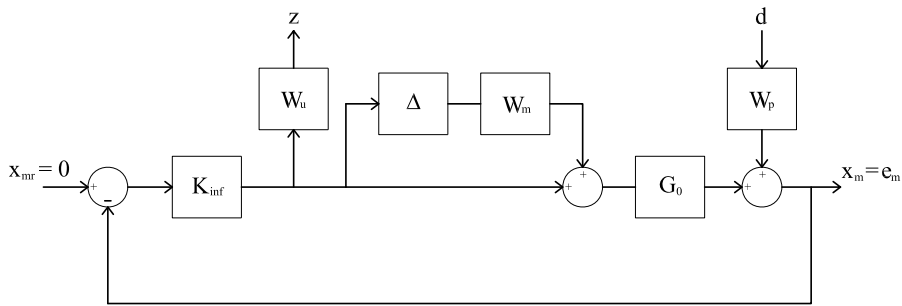 z
d
W_u
Δ
W_m
W_p
x_mr = 0
+
-
K_inf
+
+
G_0
+
+
x_m = e_m